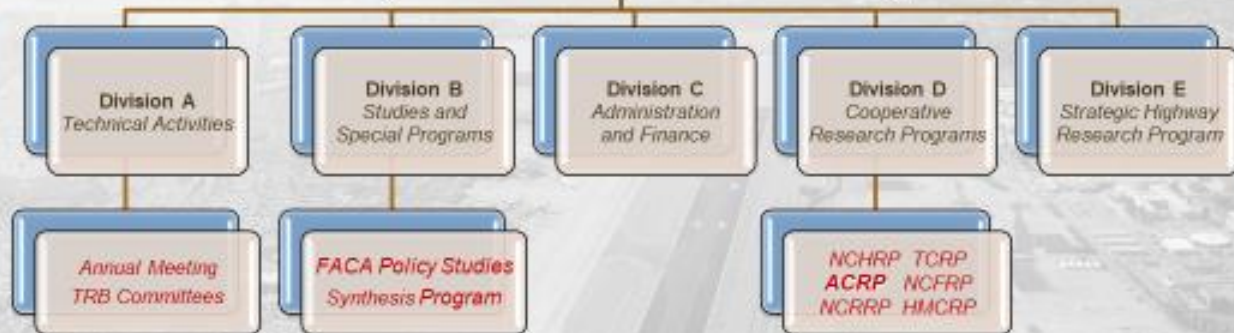 Division A
Technical Activities
Division B
Studies and
Special Programs
Division C
Administration
and Finance
Division D
Cooperative
Research Programs
Division E
Strategic Highway
Research Program
Annual Meeting
TRB Committees
FACA Policy Studies
Synthesis Program
NCHRP TCRP
ACRP NCFRP
NCRRP HMCRP